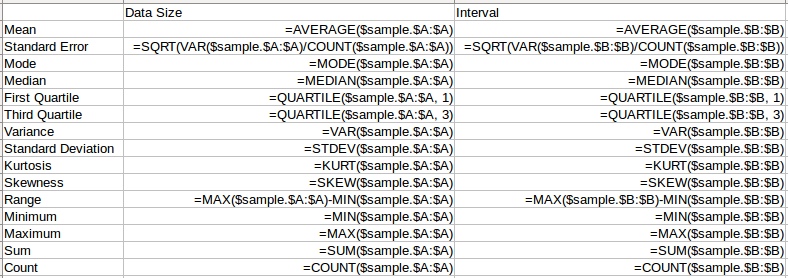 Data Size Interval
Mean =AVERAGE($sample.$A:$A) =AVERAGE($sample.$B:$B)
Standard Error =SQRT(VAR($sample.$A:$A)/COUNT($sample.$A:$A)) =SQRT(VAR($sample.$B:$B)/COUNT($sample.$B:$B))
Mode =MODE($sample.$A:$A) =MODE($sample.$B:$B)
Median =MEDIAN($sample.$A:$A) =MEDIAN($sample.$B:$B)
First Quartile =QUARTILE($sample.$A:$A, 1) =QUARTILE($sample.$B:$B, 1)
Third Quartile =QUARTILE($sample.$A:$A, 3) =QUARTILE($sample.$B:$B, 3)
Variance =VAR($sample.$A:$A) =VAR($sample.$B:$B)
Standard Deviation =STDEV($sample.$A:$A) =STDEV($sample.$B:$B)
Kurtosis =KURT($sample.$A:$A) =KURT($sample.$B:$B)
Skewness =SKEW($sample.$A:$A) =SKEW($sample.$B:$B)
Range =MAX($sample.$A:$A)-MIN($sample.$A:$A) =MAX($sample.$B:$B)-MIN($sample.$B:$B)
Minimum =MIN($sample.$A:$A) =MIN($sample.$B:$B)
Maximum =MAX($sample.$A:$A) =MAX($sample.$B:$B)
Sum =SUM($sample.$A:$A) =SUM($sample.$B:$B)
Count =COUNT($sample.$A:$A) =COUNT($sample.$B:$B)